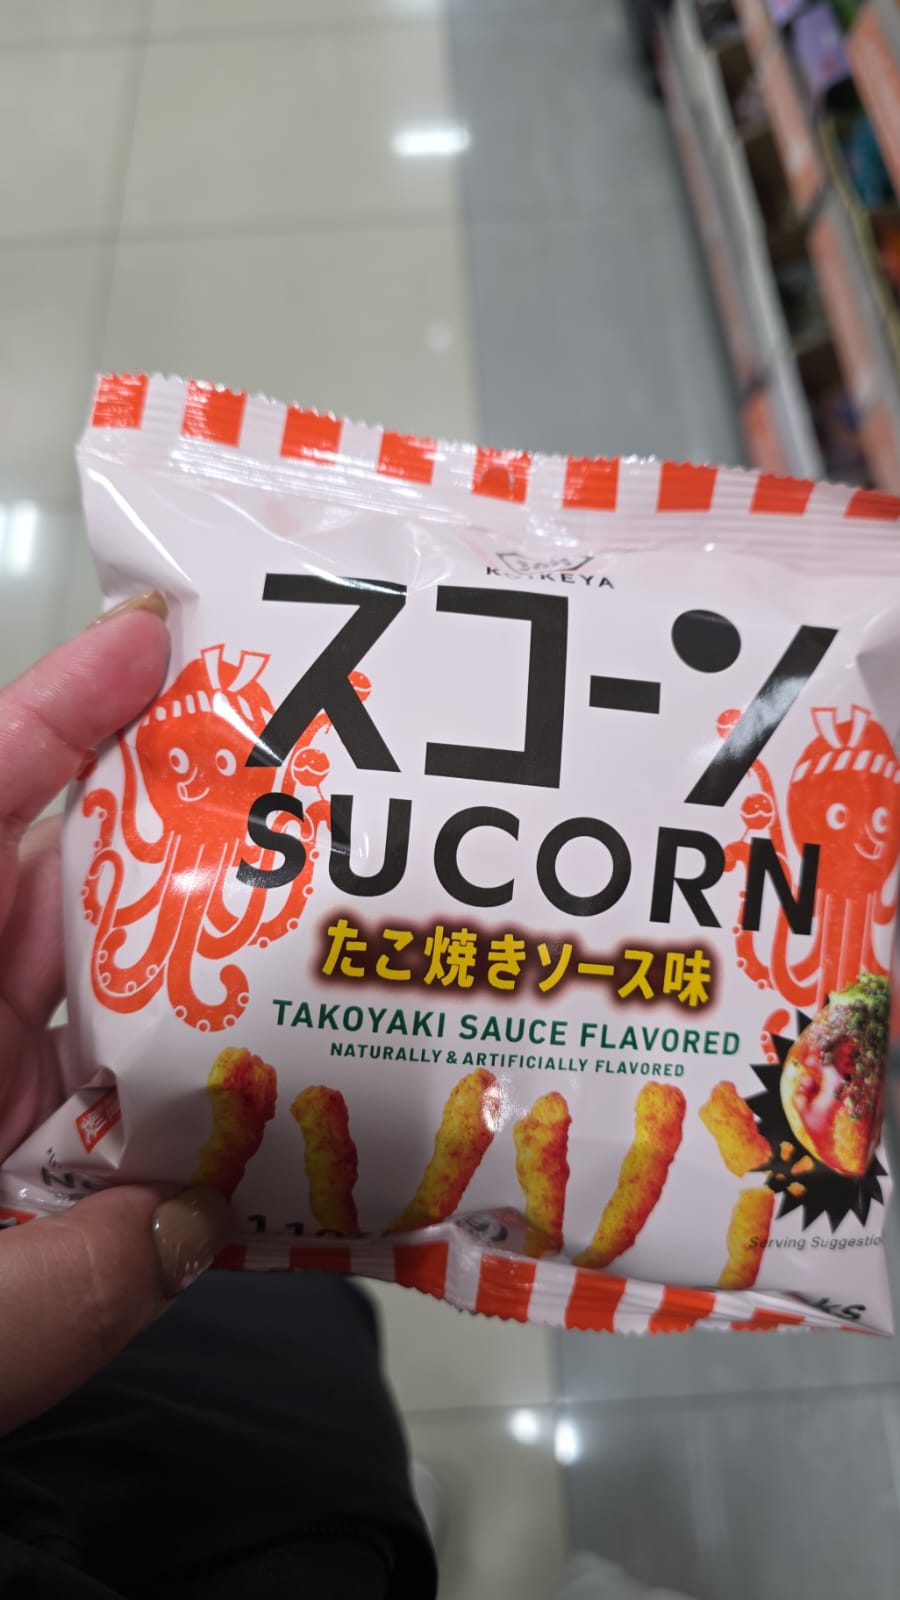 KOIKEYA
スコーン
SUCORN
たこ焼きソース味
TAKOYAKI SAUCE FLAVORED
NATURALLY & ARTIFICIALLY FLAVORED
Serving Suggestio